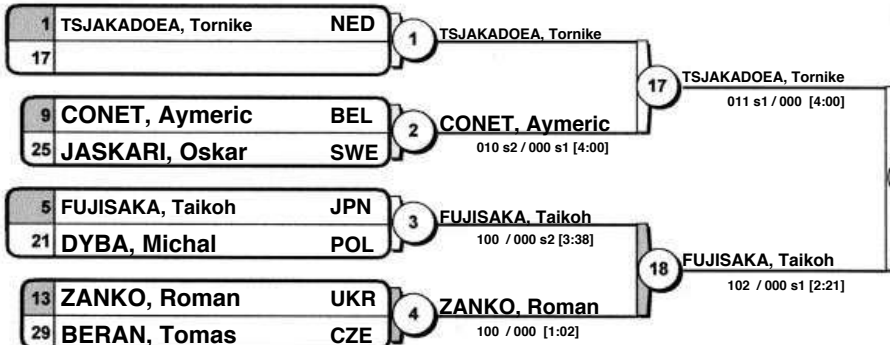 1 TSJAKADOEA, Tornike NED
17
1
TSJAKADOEA, Tornike
9 CONET, Aymeric BEL
25 JASKARI, Oskar SWE
2
CONET, Aymeric
010 s2 / 000 s1 [4:00]
17
TSJAKADOEA, Tornike
011 s1 / 000 [4:00]
5 FUJISAKA, Taikoh JPN
21 DYBA, Michal POL
3
FUJISAKA, Taikoh
100 / 000 s2 [3:38]
13 ZANKO, Roman UKR
29 BERAN, Tomas CZE
4
ZANKO, Roman
100 / 000 [1:02]
18
FUJISAKA, Taikoh
102 / 000 s1 [2:21]